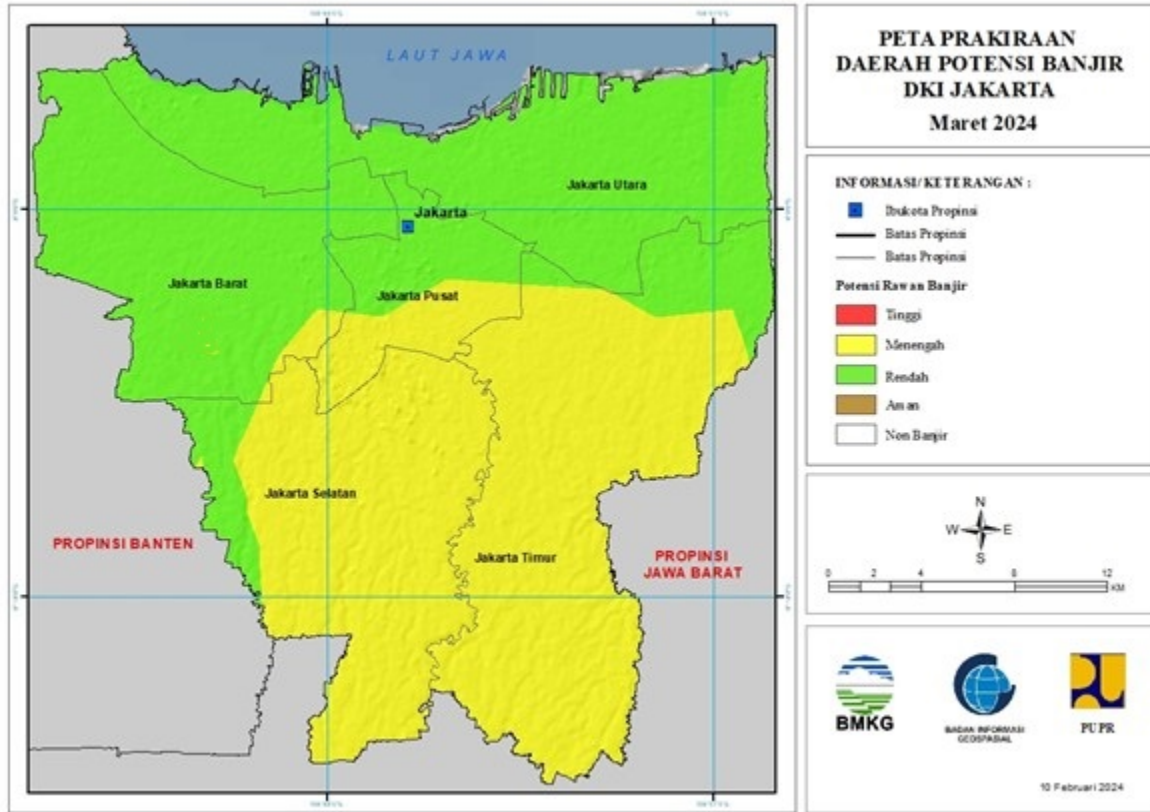 LAUT JAWA
Jakarta Utara
Jakarta
Jakarta Barat
Jakarta Pusat
Jakarta Selatan
Jakarta Timur
PROPINSI BANTEN
PROPINSI
JAWA BARAT
PETA PRAKIRAAN
DAERAH POTENSI BANJIR
DKI JAKARTA
Maret 2024
INFORMASI/KETERANGAN :
Ibukota Propinsi
Batas Propinsi
Batas Propinsi
Potensi Rawan Banjir
Tinggi
Menengah
Rendah
Aman
Non Banjir
N
W E
S
0 2 4 8 12
KM
BMKG
BADAN INFORMASI
GEOSPASIAL
PUPR
10 Februari 2024